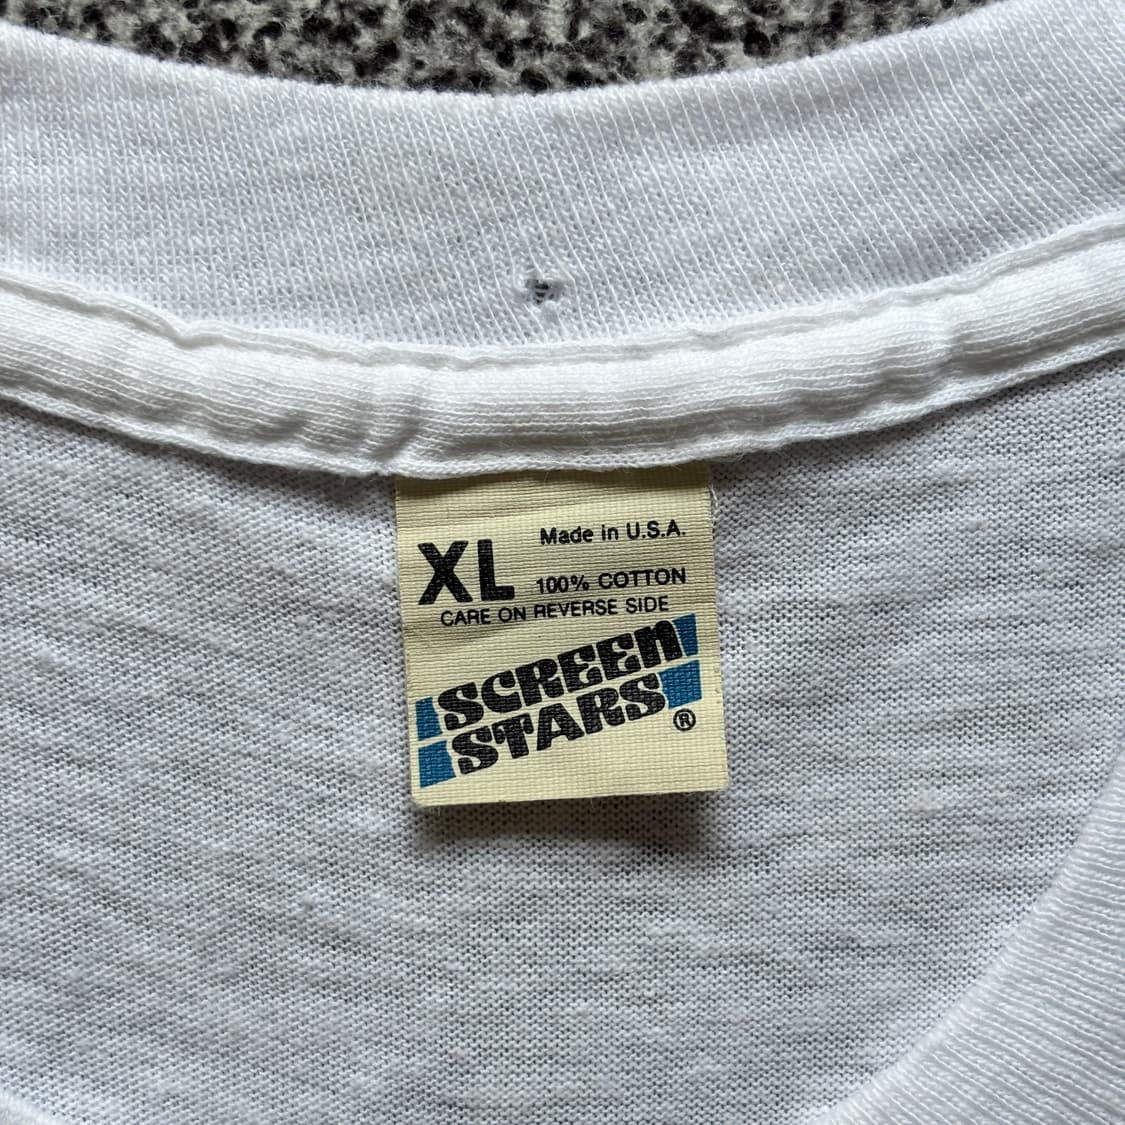 Made in U.S.A.
XL 100% COTTON
CARE ON REVERSE SIDE
SCREEN
STARS ®